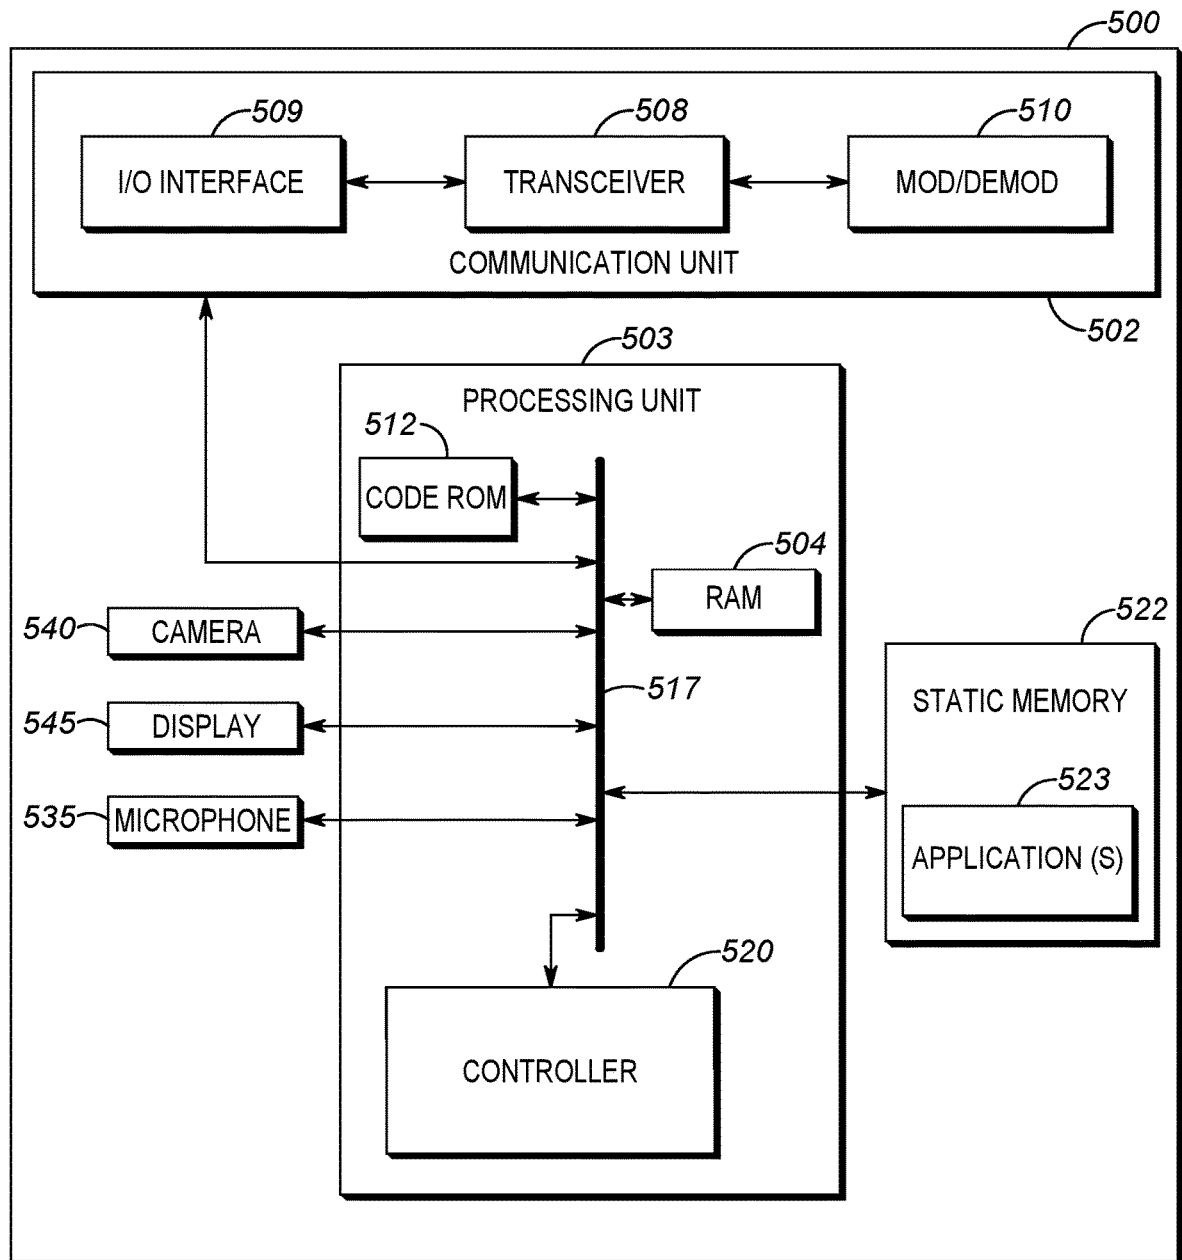 500
509
508
510
I/O INTERFACE
TRANSCEIVER
MOD/DEMOD
COMMUNICATION UNIT
502
503
PROCESSING UNIT
512
CODE ROM
504
RAM
540
CAMERA
522
517
STATIC MEMORY
545
DISPLAY
523
535
MICROPHONE
APPLICATION (S)
520
CONTROLLER